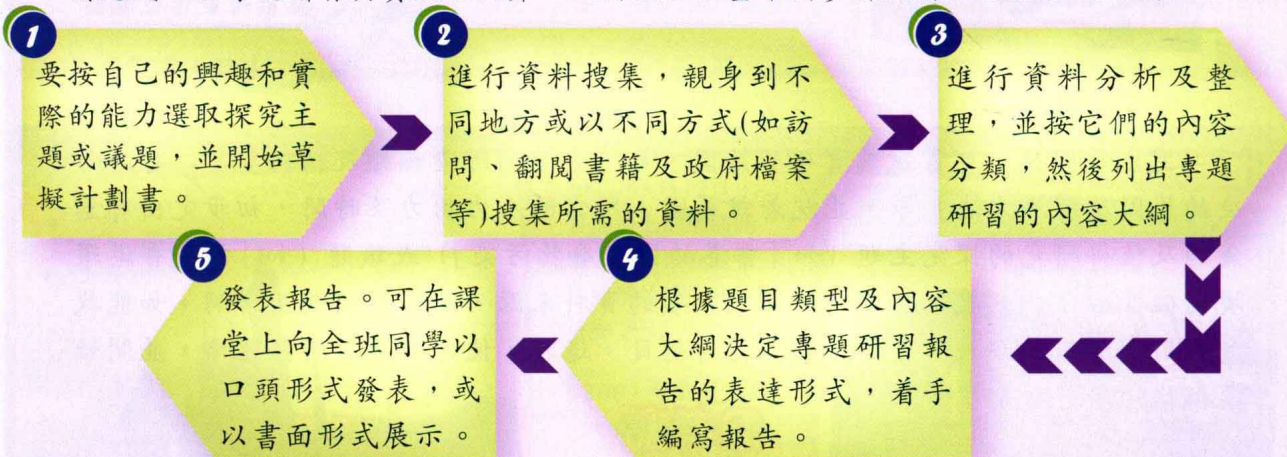 1
要按自己的興趣和實
際的能力選取探究主
題或議題，並開始草
擬計劃書。
2
進行資料搜集，親身到不
同地方或以不同方式(如訪
問、翻閱書籍及政府檔案
等)搜集所需的資料。
3
進行資料分析及整
理，並按它們的內容
分類，然後列出專題
研習的內容大綱。
4
根據題目類型及內容
大綱決定專題研習報
告的表達形式，着手
編寫報告。
5
發表報告。可在課
堂上向全班同學以
口頭形式發表，或
以書面形式展示。